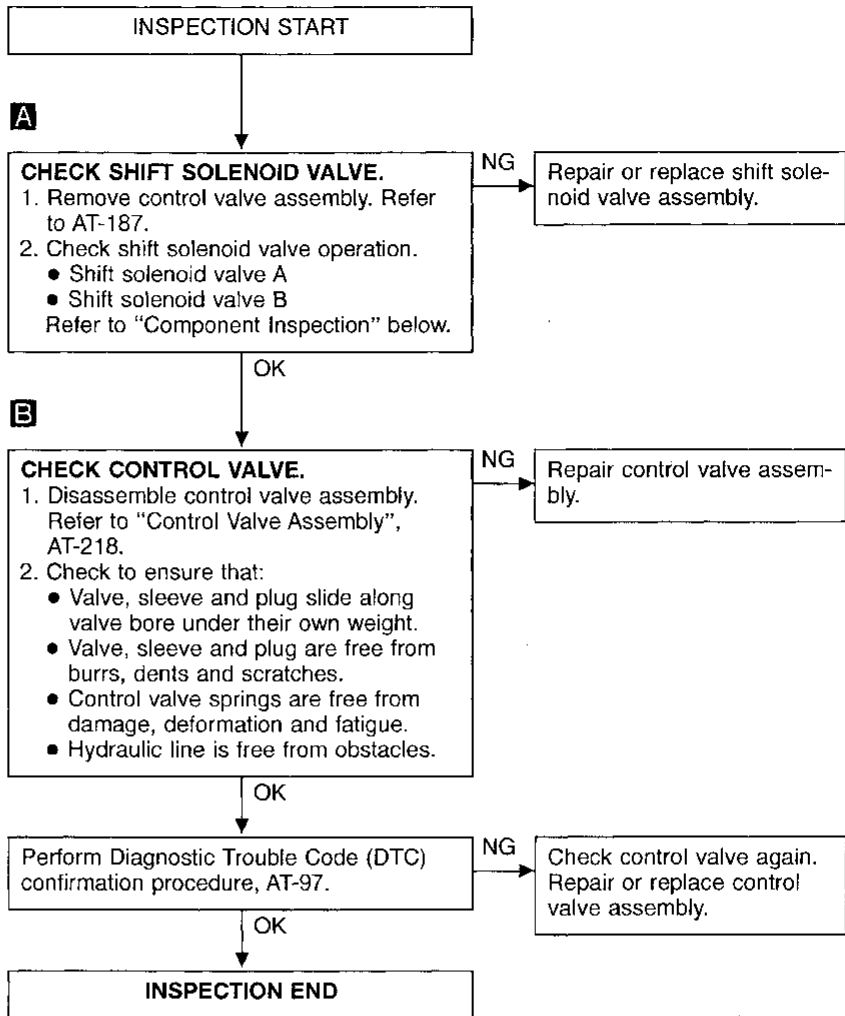 INSPECTION START
A
CHECK SHIFT SOLENOID VALVE.
1. Remove control valve assembly. Refer
to AT-187.
2. Check shift solenoid valve operation.
● Shift solenoid valve A
● Shift solenoid valve B
Refer to “Component Inspection” below.
NG
Repair or replace shift sole-
noid valve assembly.
OK
B
CHECK CONTROL VALVE.
1. Disassemble control valve assembly.
Refer to “Control Valve Assembly”,
AT-218.
2. Check to ensure that:
● Valve, sleeve and plug slide along
valve bore under their own weight.
● Valve, sleeve and plug are free from
burrs, dents and scratches.
● Control valve springs are free from
damage, deformation and fatigue.
● Hydraulic line is free from obstacles.
NG
Repair control valve assem-
bly.
OK
Perform Diagnostic Trouble Code (DTC)
confirmation procedure, AT-97.
NG
Check control valve again.
Repair or replace control
valve assembly.
OK
INSPECTION END